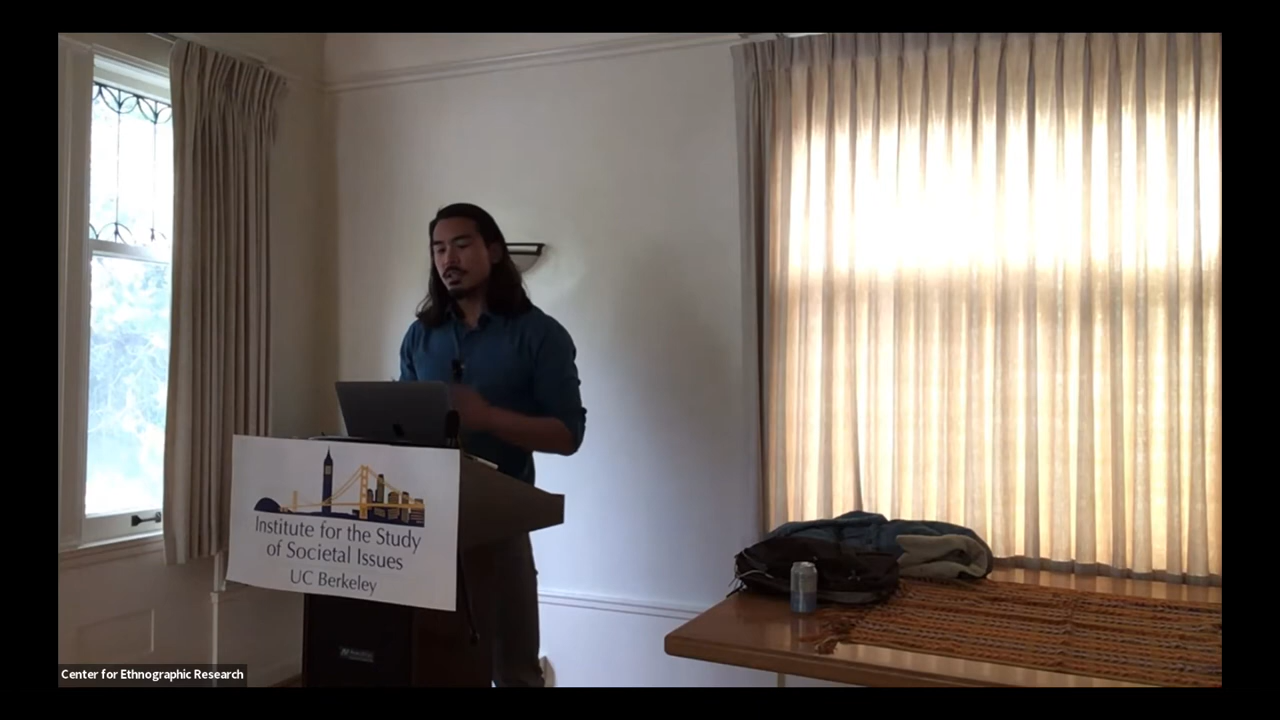 Institute for the Study
of Societal Issues
UC Berkeley
Center for Ethnographic Research